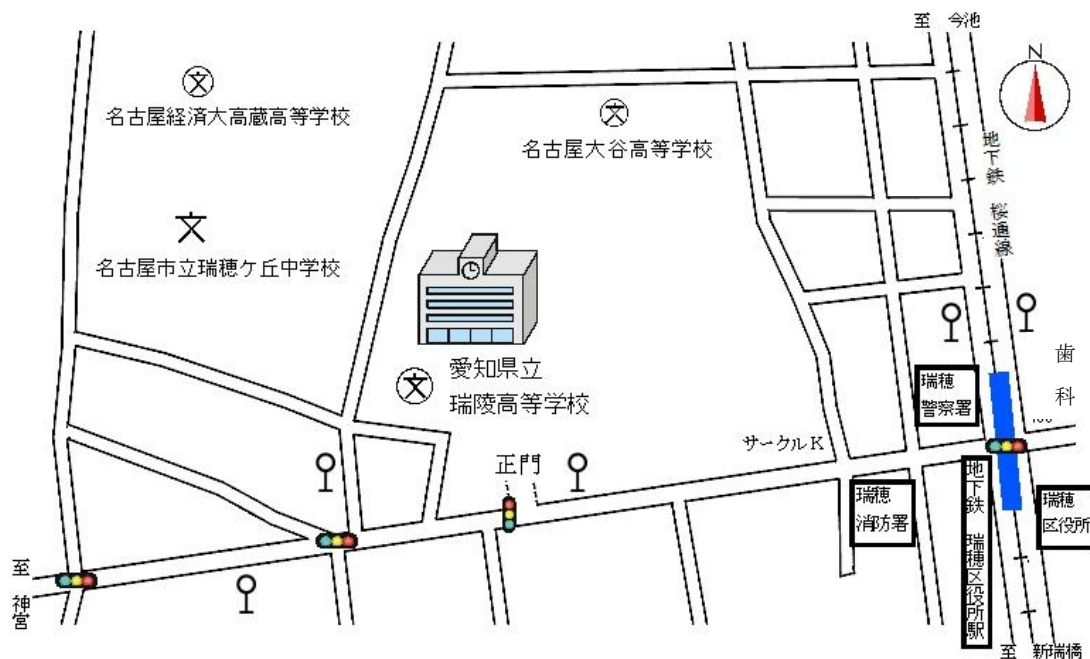 至 今池
N
文
名古屋経済大高蔵高等学校
文
名古屋大谷高等学校
地下鉄 桜通線
文
名古屋市立瑞穂ケ丘中学校
文
愛知県立
瑞陵高等学校
歯
科
瑞穂
警察署
サークルK
正門
地下鉄 瑞穂区役所駅
瑞穂
消防署
瑞穂
区役所
至
神宮
至 新瑞橋